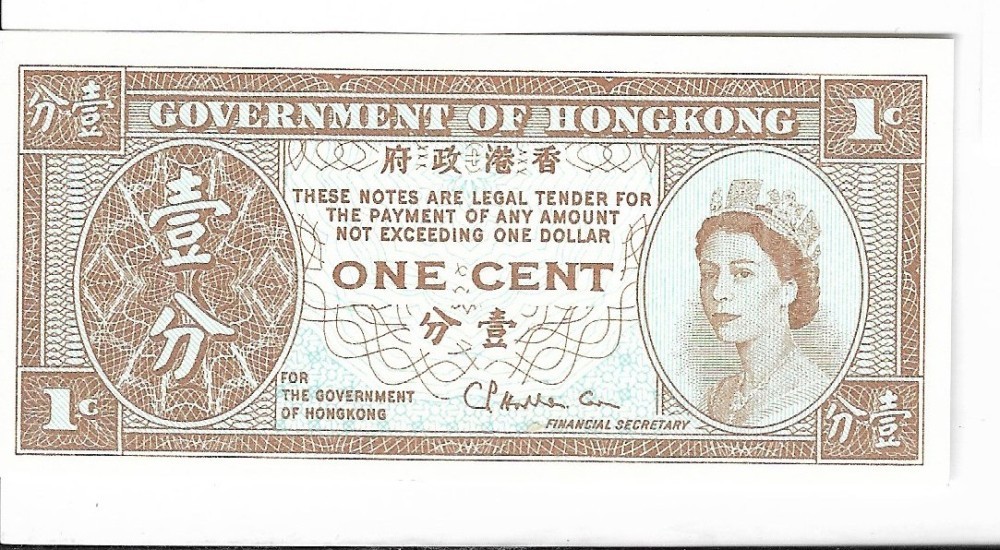 分壹
GOVERNMENT OF HONGKONG
1C
府政港香
THESE NOTES ARE LEGAL TENDER FOR
THE PAYMENT OF ANY AMOUNT
NOT EXCEEDING ONE DOLLAR
壹分
ONE CENT
分壹
FOR
THE GOVERNMENT
OF HONGKONG
FINANCIAL SECRETARY
1C
分壹